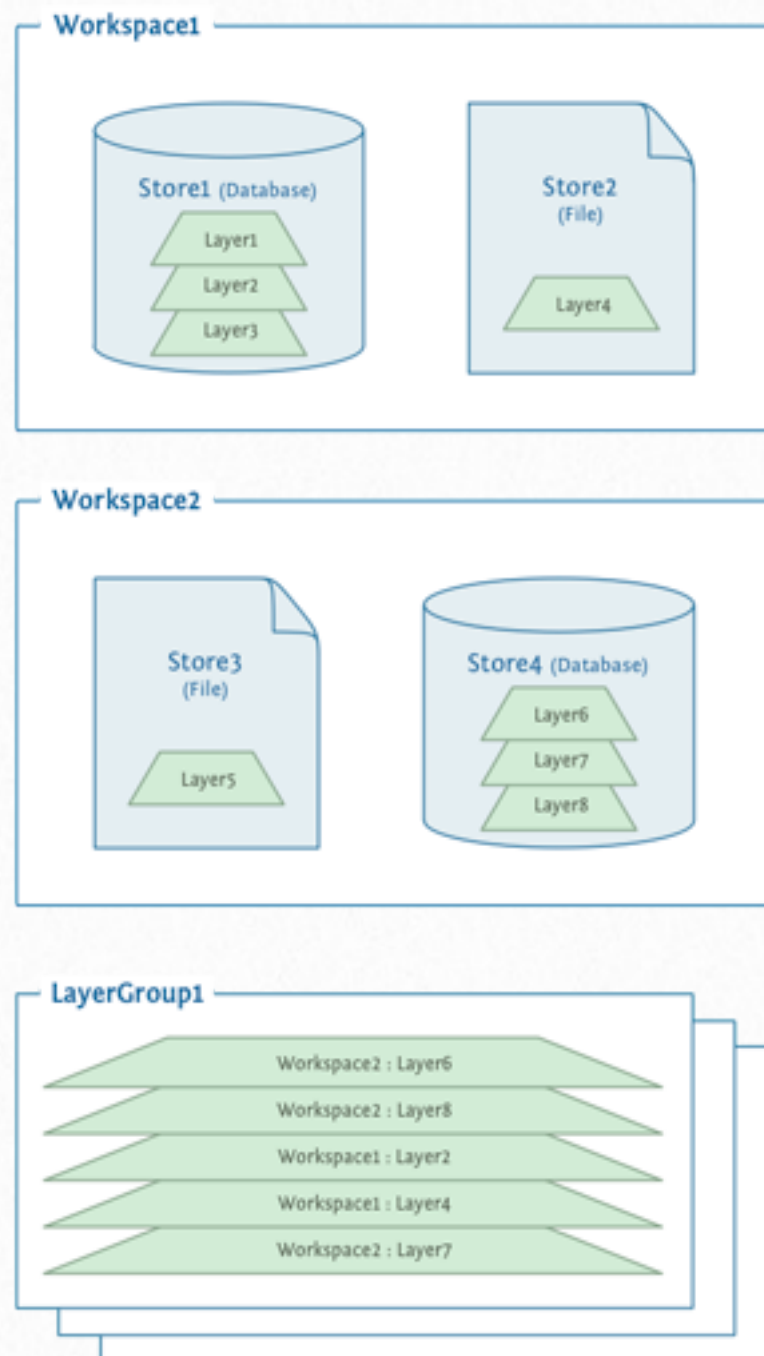 Workspace1
Store1 (Database)
Layer1
Layer2
Layer3
Store2
(File)
Layer4
Workspace2
Store3
(File)
Layer5
Store4 (Database)
Layer6
Layer7
Layer8
LayerGroup1
Workspace2 : Layer6
Workspace2 : Layer8
Workspace1 : Layer2
Workspace1 : Layer4
Workspace2 : Layer7